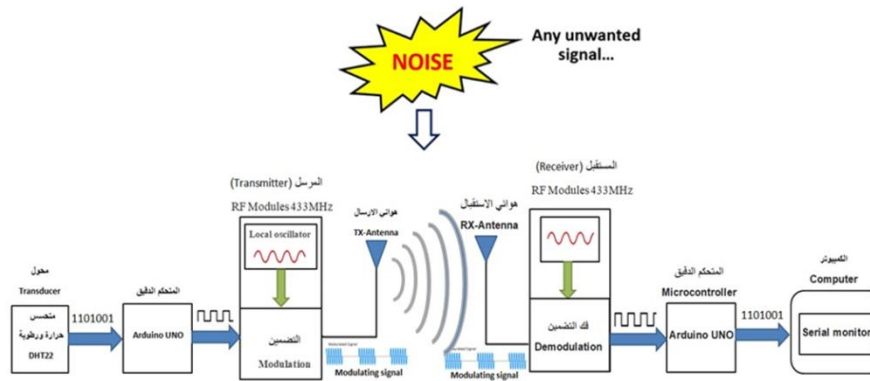 NOISE
Any unwanted
signal...
المرسل (Transmitter)
RF Modules 433MHz
Local oscillator
هوائي الارسال
TX-Antenna
المستقبل (Receiver)
RF Modules 433MHz
هوائي الاستقبال
RX-Antenna
محول
Transducer
متحسس
حرارة ورطوبة
DHT22
1101001
المتحكم الدقيق
Arduino UNO
التضمين
Modulation
Modulating signal
Modulating signal
فك التضمين
Demodulation
المتحكم الدقيق
Microcontroller
Arduino UNO
1101001
الكمبيوتر
Computer
Serial monitor